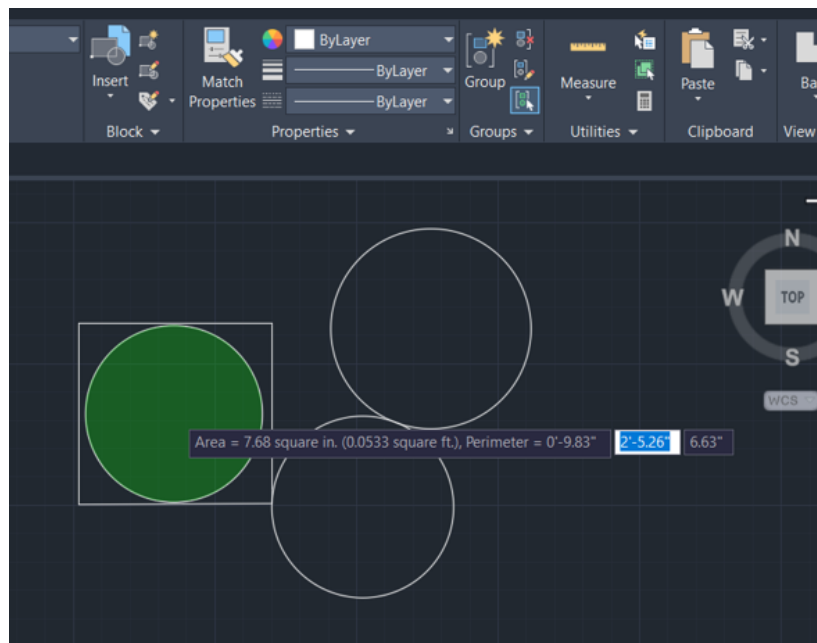 ByLayer
Insert
Match
Properties
ByLayer
ByLayer
Group
Measure
Paste
Ba
Block
Properties
Groups
Utilities
Clipboard
View
N
W
TOP
S
WCS
Area = 7.68 square in. (0.0533 square ft.), Perimeter = 0'-9.83" 2'-5.26" 6.63"